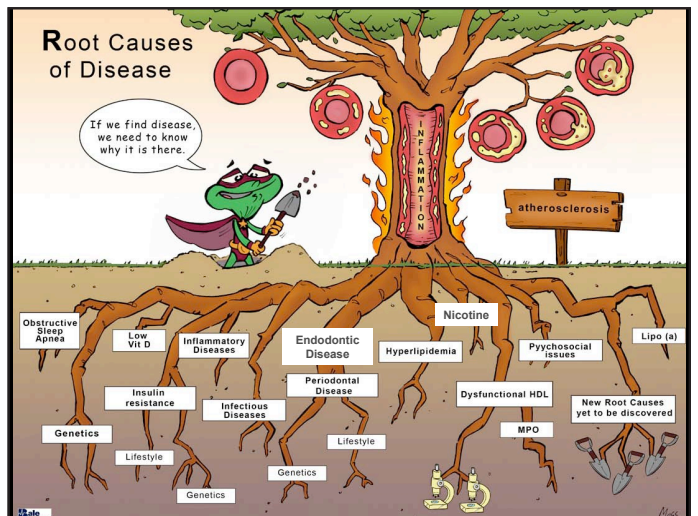 Root Causes
of Disease
If we find disease,
we need to know
why it is there.
INFLAMMATION
atherosclerosis
Obstructive
Sleep
Apnea
Low
Vit D
Inflammatory
Diseases
Endodontic
Disease
Nicotine
Hyperlipidemia
Pyychosocial
issues
Lipo (a)
Insulin
resistance
Periodontal
Disease
Infectious
Diseases
Dysfunctional HDL
New Root Causes
yet to be discovered
Genetics
Lifestyle
Genetics
Genetics
Lifestyle
MPO
Bale